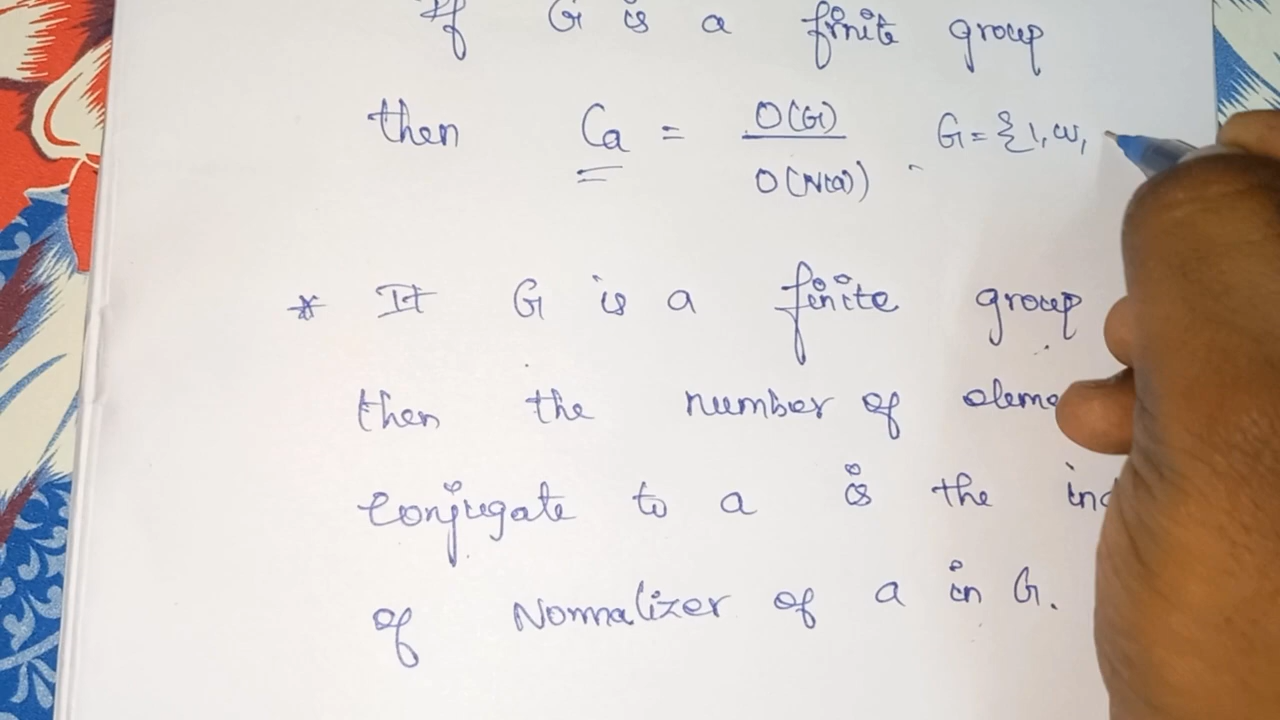 If G is a finite group
then Ca = O(G) / O(N(a)) . G = {1, ω,
* If G is a finite group
then the number of
conjugate to a is the
of Normalizer of a in G.